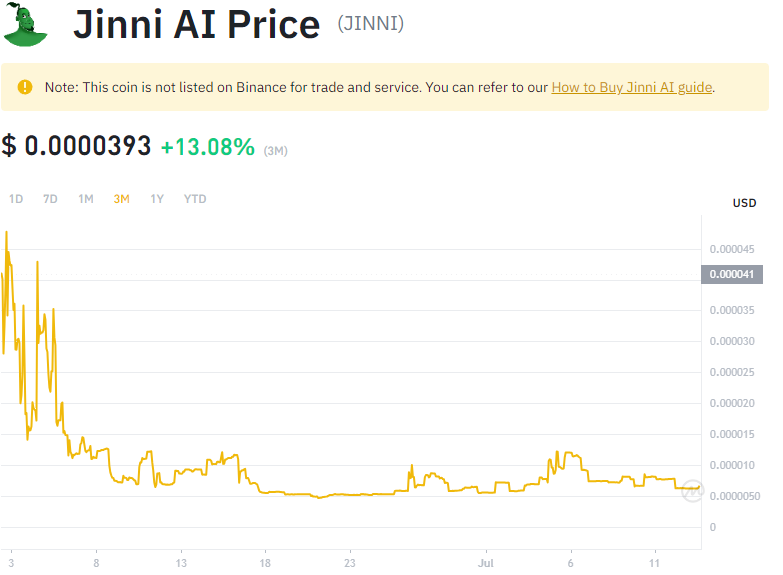 Jinni AI Price (JINNI)
Note: This coin is not listed on Binance for trade and service. You can refer to our How to Buy Jinni AI guide.
$ 0.0000393 +13.08% (3M)
1D 7D 1M 3M 1Y YTD
USD
0.000045
0.000041
0.000035
0.000030
0.000025
0.000020
0.000015
0.000010
0.0000050
0
3 8 13 18 23 Jul 6 11